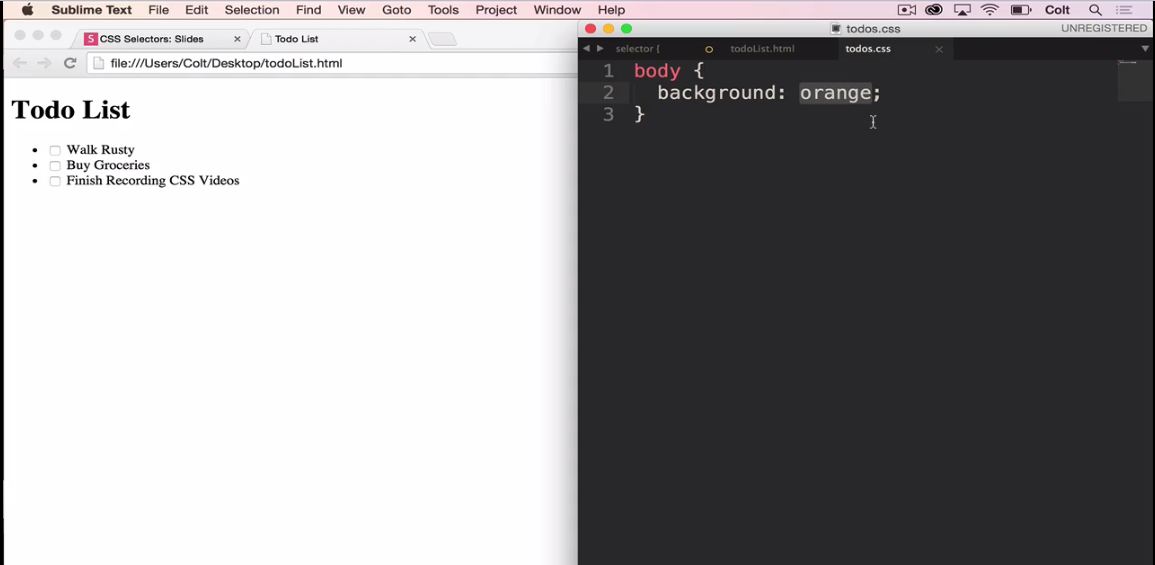 Sublime Text File Edit Selection Find View Goto Tools Project Window Help Colt
CSS Selectors: Slides
Todo List
file:///Users/Colt/Desktop/todoList.html
Todo List
Walk Rusty
Buy Groceries
Finish Recording CSS Videos
todos.css
UNREGISTERED
selector {
todoList.html
todos.css
1 body {
2 background: orange;
3 }